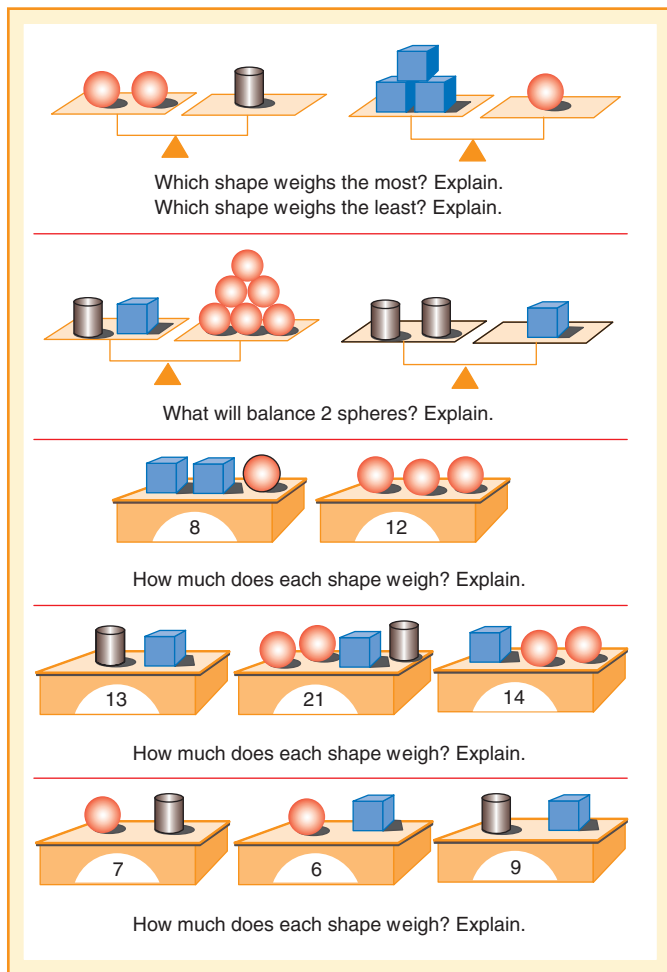 Which shape weighs the most? Explain.
Which shape weighs the least? Explain.
What will balance 2 spheres? Explain.
8 12
How much does each shape weigh? Explain.
13 21 14
How much does each shape weigh? Explain.
7 6 9
How much does each shape weigh? Explain.